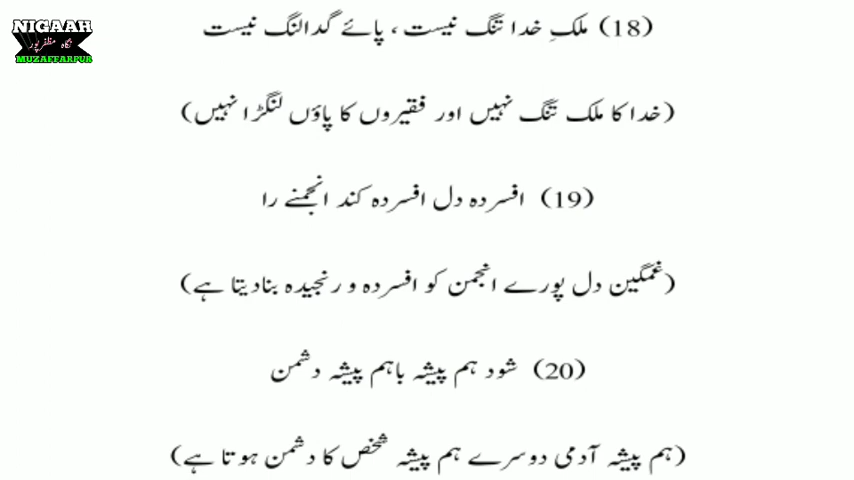 NIGAAH
نگاہ مظفرپور
MUZAFFARPUR
(18) ملکِ خدا تنگ نیست ، پائے گدالنگ نیست
(خدا کا ملک تنگ نہیں اور فقیروں کا پاؤں لنگڑا نہیں)
(19) افسردہ دل افسردہ کند انجمنے را
(غمگین دل پورے انجمن کو افسردہ و رنجیدہ بنادیتا ہے)
(20) شود ہم پیشہ باہم پیشہ دشمن
(ہم پیشہ آدمی دوسرے ہم پیشہ شخص کا دشمن ہوتا ہے)